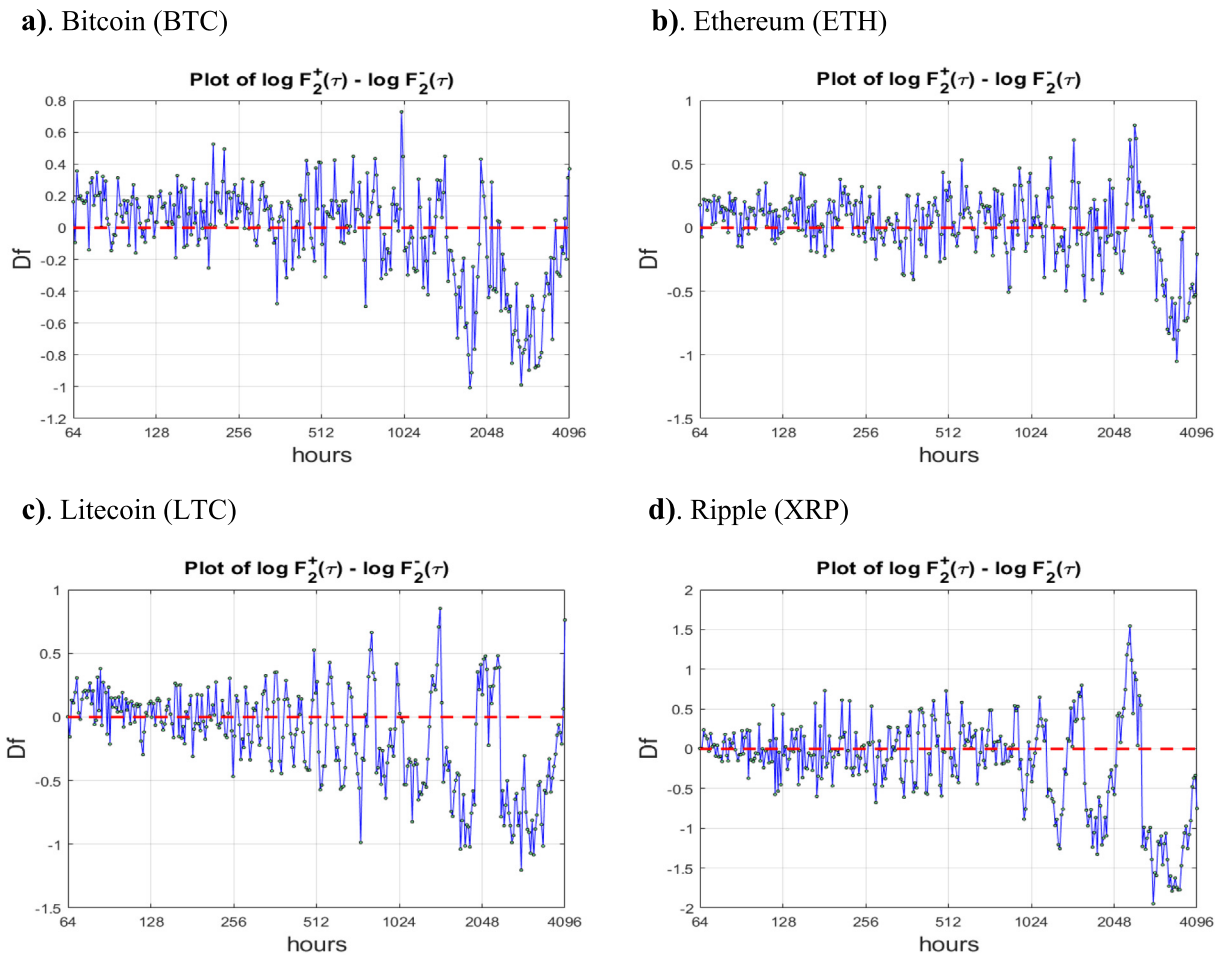 a). Bitcoin (BTC)
Plot of log F₂⁺(τ) - log F₂⁻(τ)
0.8
0.6
0.4
0.2
0
-0.2
-0.4
-0.6
-0.8
-1
-1.2
Df
64 128 256 512 1024 2048 4096
hours
b). Ethereum (ETH)
Plot of log F₂⁺(τ) - log F₂⁻(τ)
1
0.5
0
-0.5
-1
-1.5
Df
64 128 256 512 1024 2048 4096
hours
c). Litecoin (LTC)
Plot of log F₂⁺(τ) - log F₂⁻(τ)
1
0.5
0
-0.5
-1
-1.5
Df
64 128 256 512 1024 2048 4096
hours
d). Ripple (XRP)
Plot of log F₂⁺(τ) - log F₂⁻(τ)
2
1.5
1
0.5
0
-0.5
-1
-1.5
-2
Df
64 128 256 512 1024 2048 4096
hours